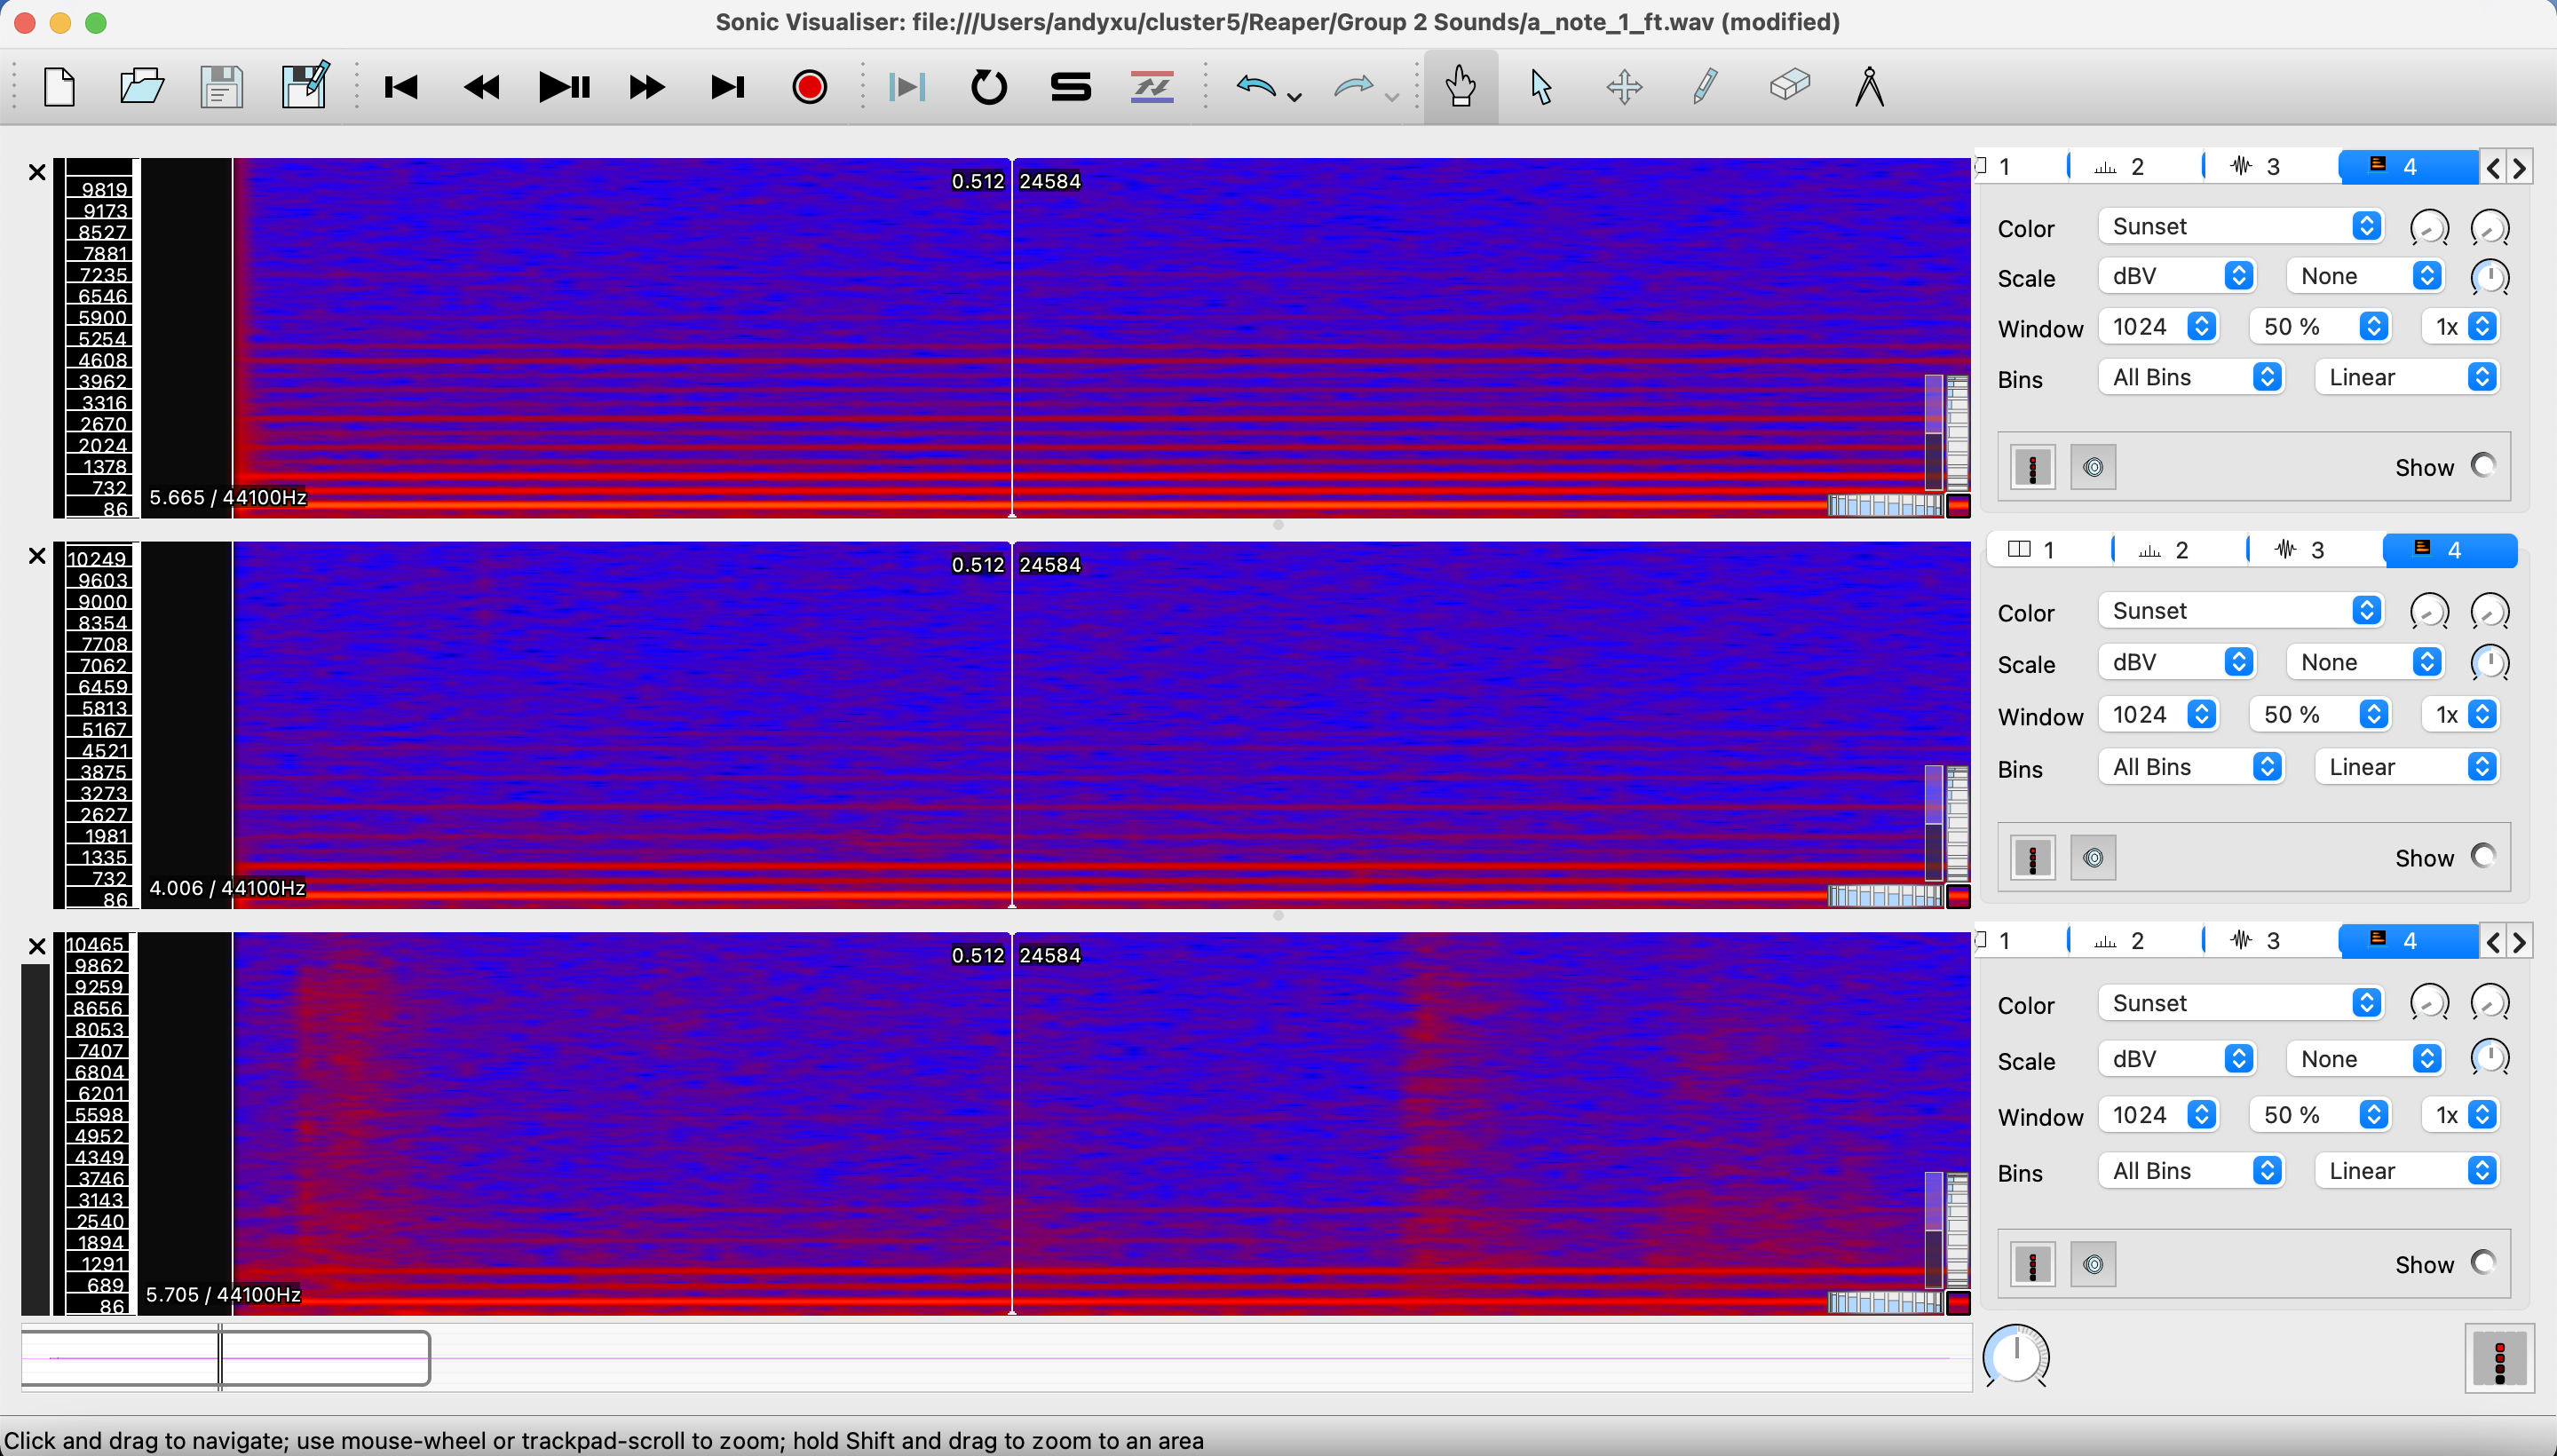 Sonic Visualiser: file:///Users/andyxu/cluster5/Reaper/Group 2 Sounds/a_note_1_ft.wav (modified)
9819
9173
8527
7881
7235
6546
5900
5254
4608
3962
3316
2670
2024
1378
732
86
0.512 24584
5.665 / 44100Hz
1 2 3 4
Color Sunset
Scale dBV None
Window 1024 50 % 1x
Bins All Bins Linear
Show
10249
9603
9000
8354
7708
7062
6459
5813
5167
4521
3875
3273
2627
1981
1335
732
86
0.512 24584
4.006 / 44100Hz
1 2 3 4
Color Sunset
Scale dBV None
Window 1024 50 % 1x
Bins All Bins Linear
Show
10465
9862
9259
8656
8053
7407
6804
6201
5598
4952
4349
3746
3143
2540
1894
1291
689
86
0.512 24584
5.705 / 44100Hz
1 2 3 4
Color Sunset
Scale dBV None
Window 1024 50 % 1x
Bins All Bins Linear
Show
Click and drag to navigate; use mouse-wheel or trackpad-scroll to zoom; hold Shift and drag to zoom to an area